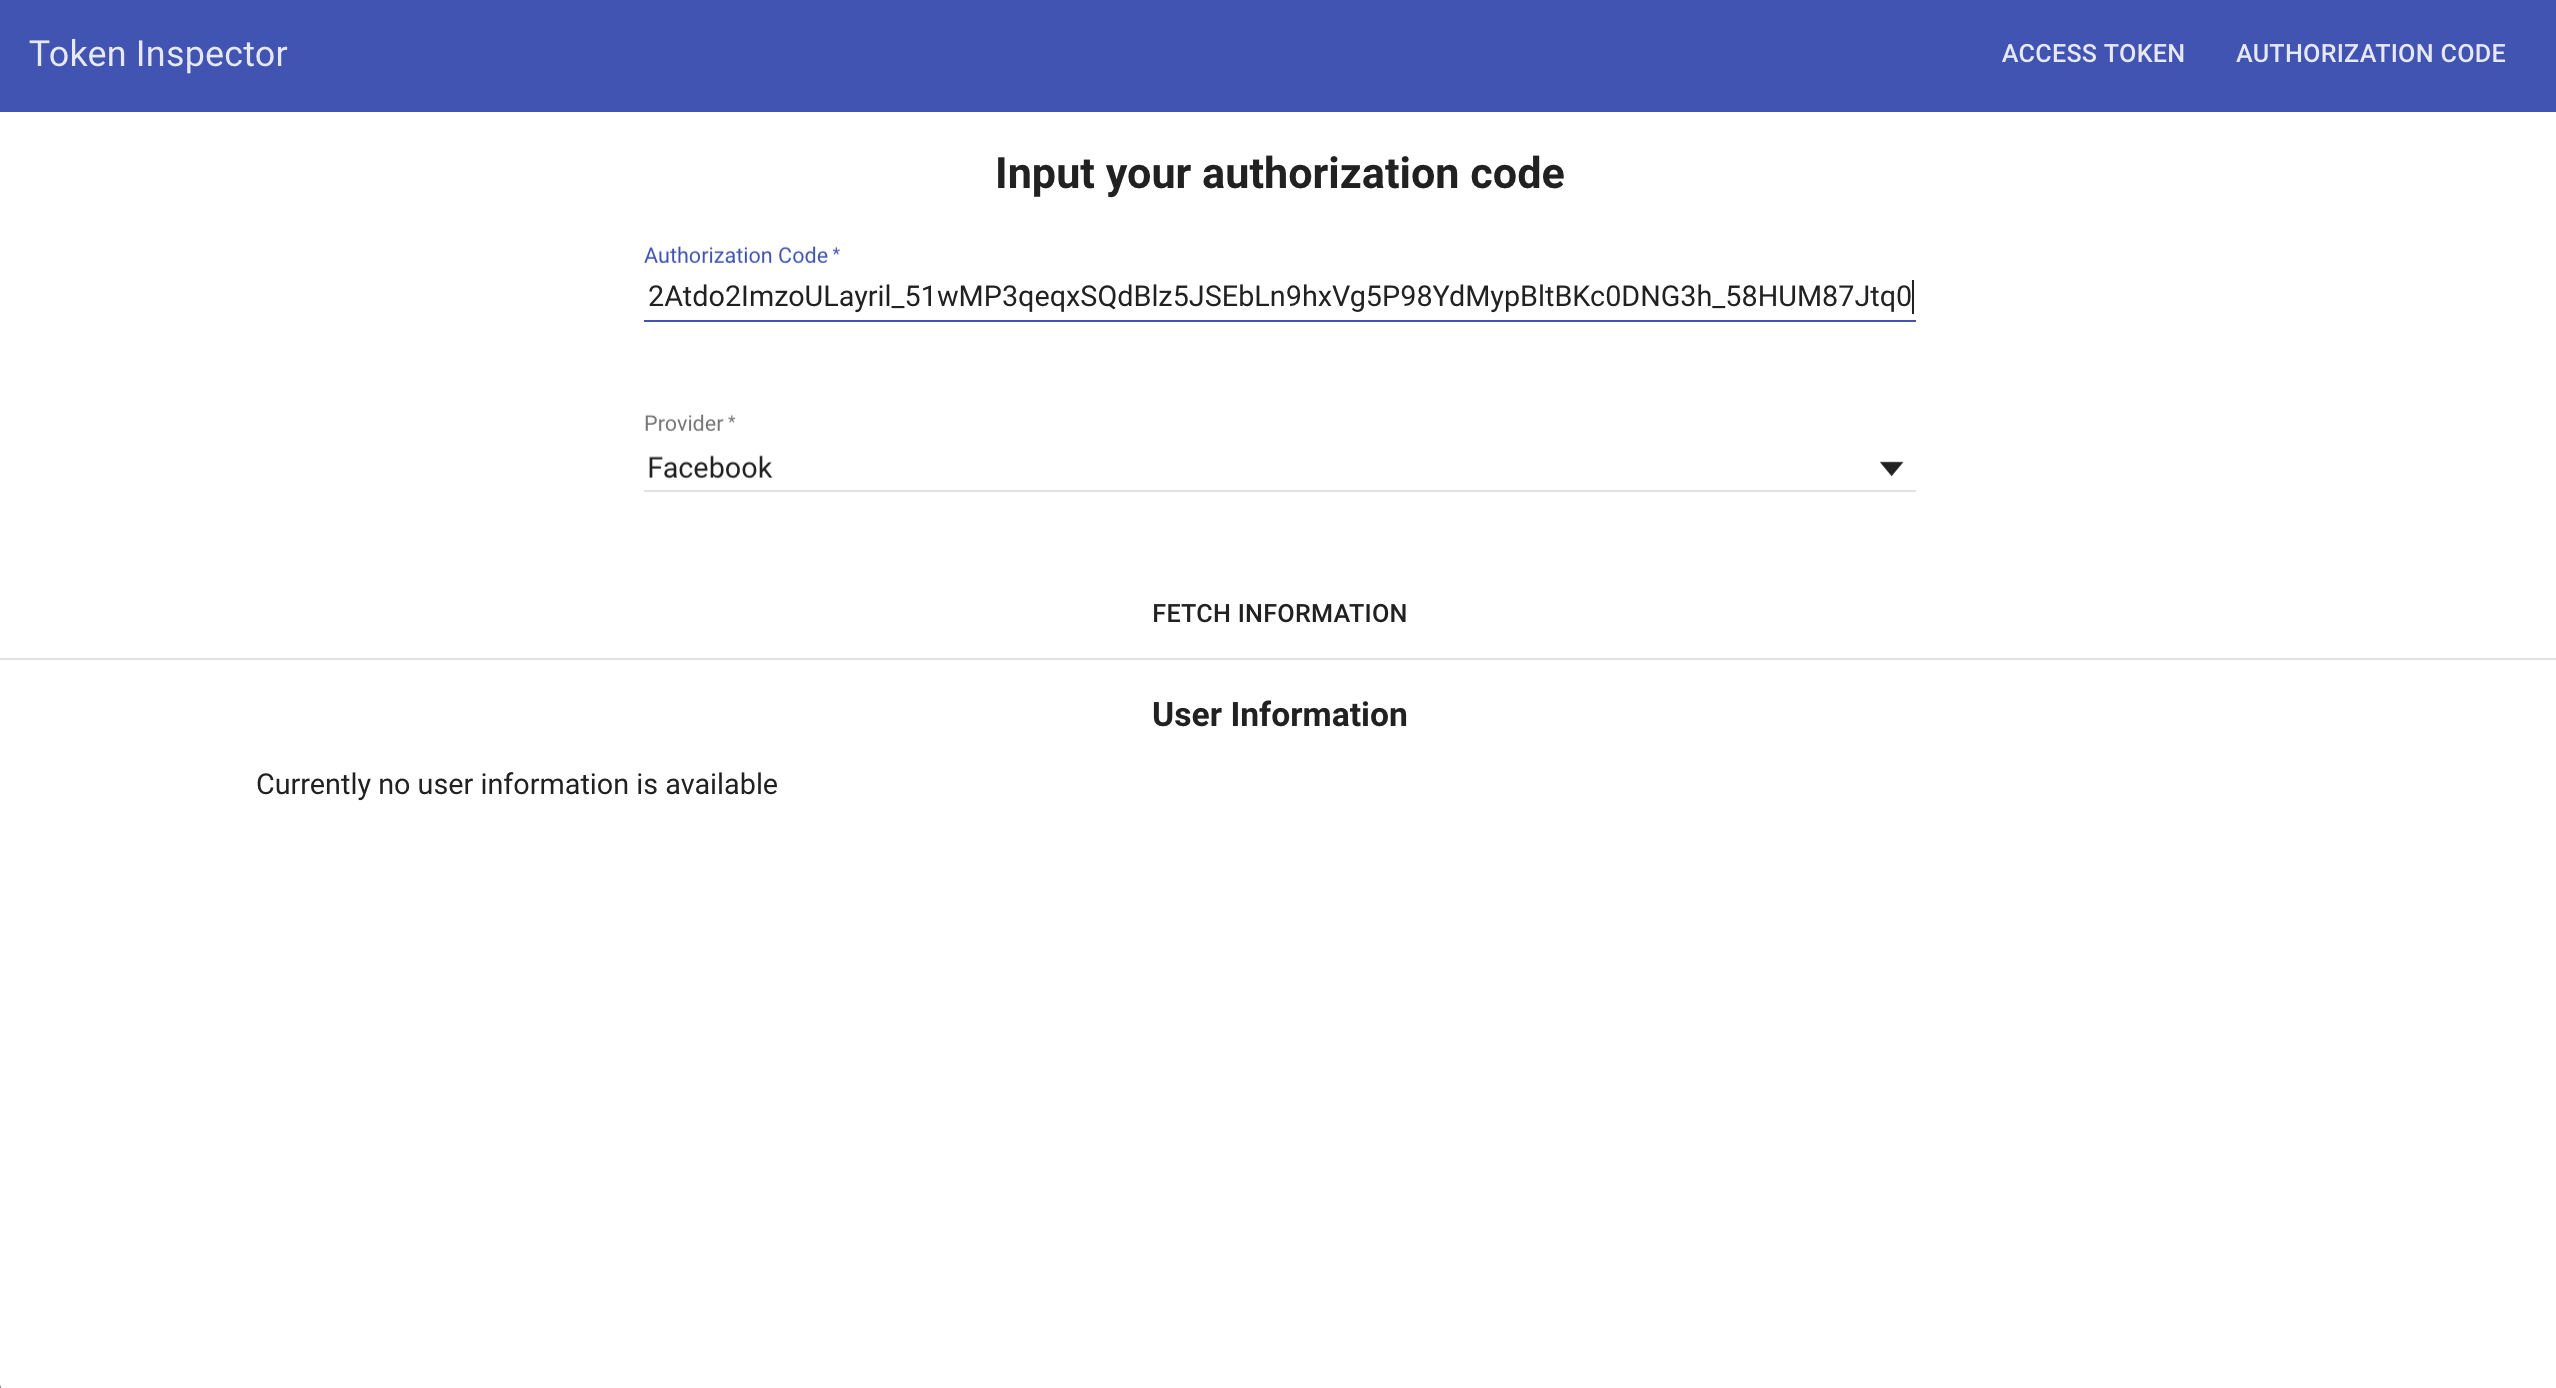 Token Inspector
ACCESS TOKEN
AUTHORIZATION CODE
Input your authorization code
Authorization Code *
2Atdo2ImzoULayril_51wMP3qeqxSQdBlz5JSEbLn9hxVg5P98YdMypBltBKc0DNG3h_58HUM87Jtq0
Provider *
Facebook
FETCH INFORMATION
User Information
Currently no user information is available